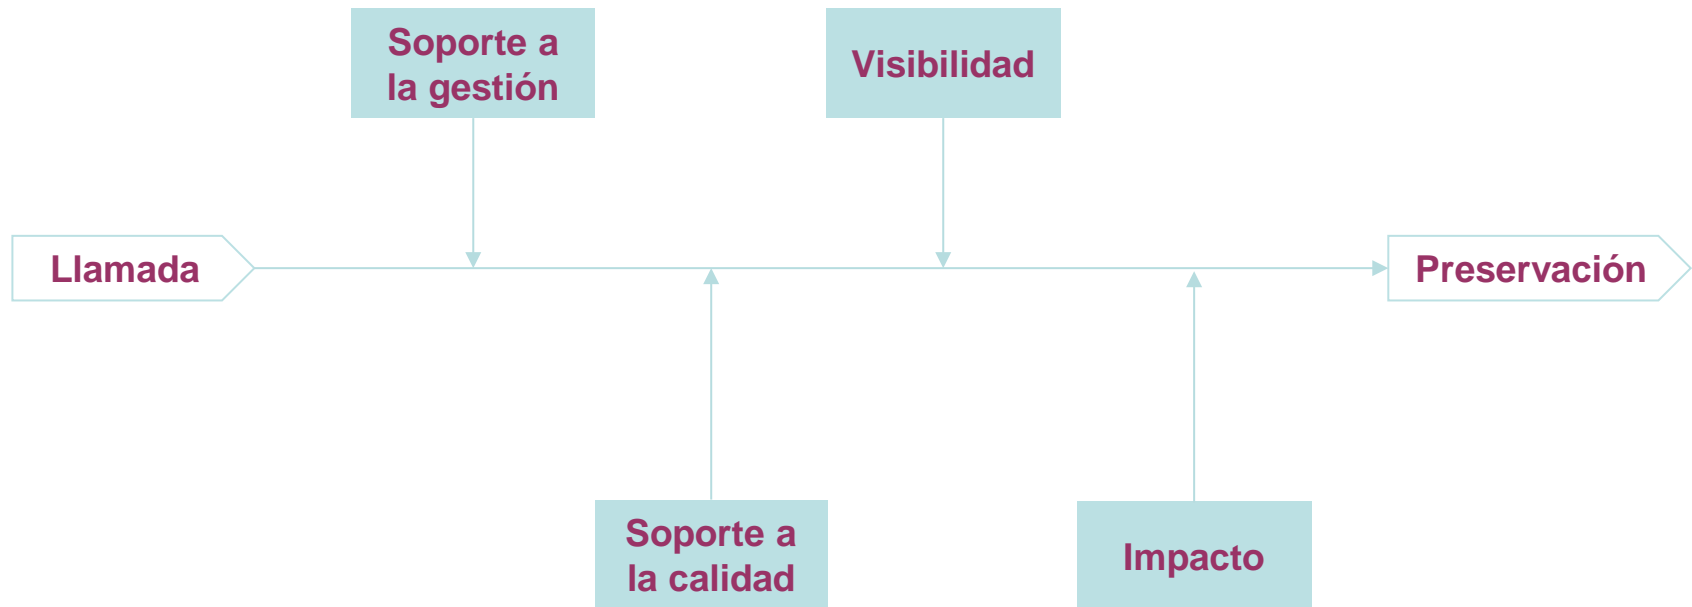 Soporte a
la gestión
Visibilidad
Llamada
Preservación
Soporte a
la calidad
Impacto